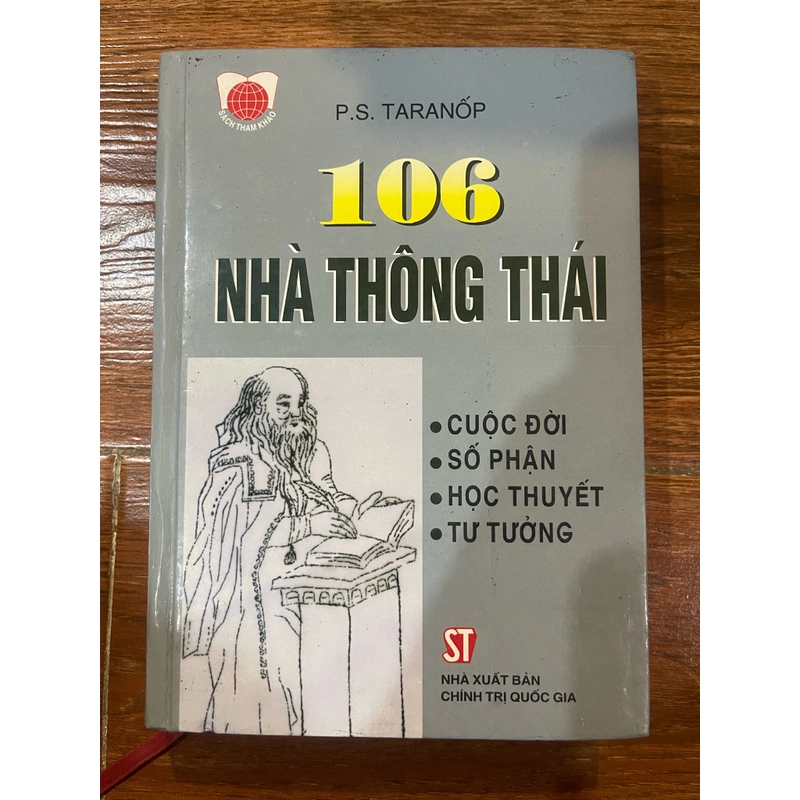 SÁCH THAM KHẢO
P.S. TARANỐP
106
NHÀ THÔNG THÁI
• CUỘC ĐỜI
• SỐ PHẬN
• HỌC THUYẾT
• TƯ TƯỞNG
ST
NHÀ XUẤT BẢN
CHÍNH TRỊ QUỐC GIA